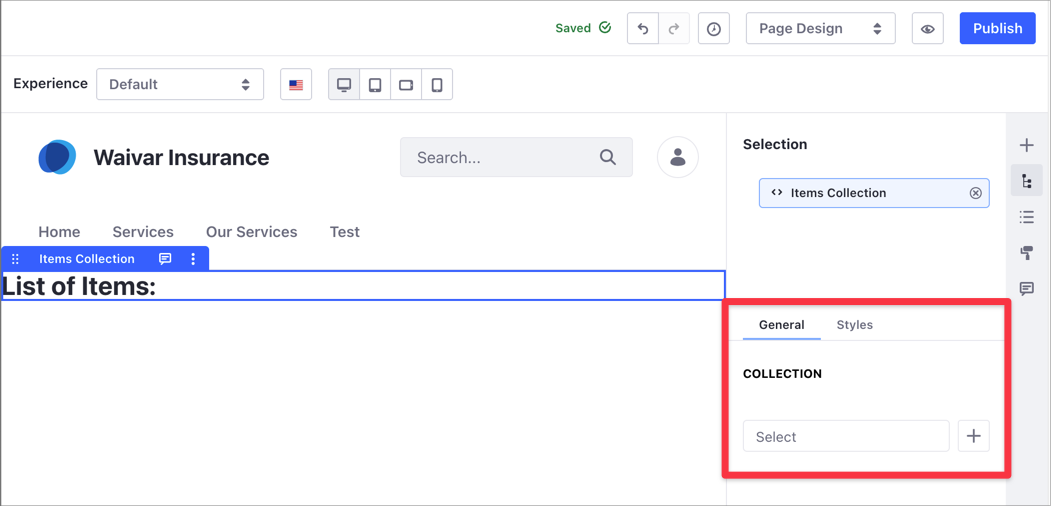 Saved
Page Design
Publish
Experience
Default
Waivar Insurance
Search...
Home Services Our Services Test
Items Collection
List of Items:
Selection
Items Collection
General Styles
COLLECTION
Select